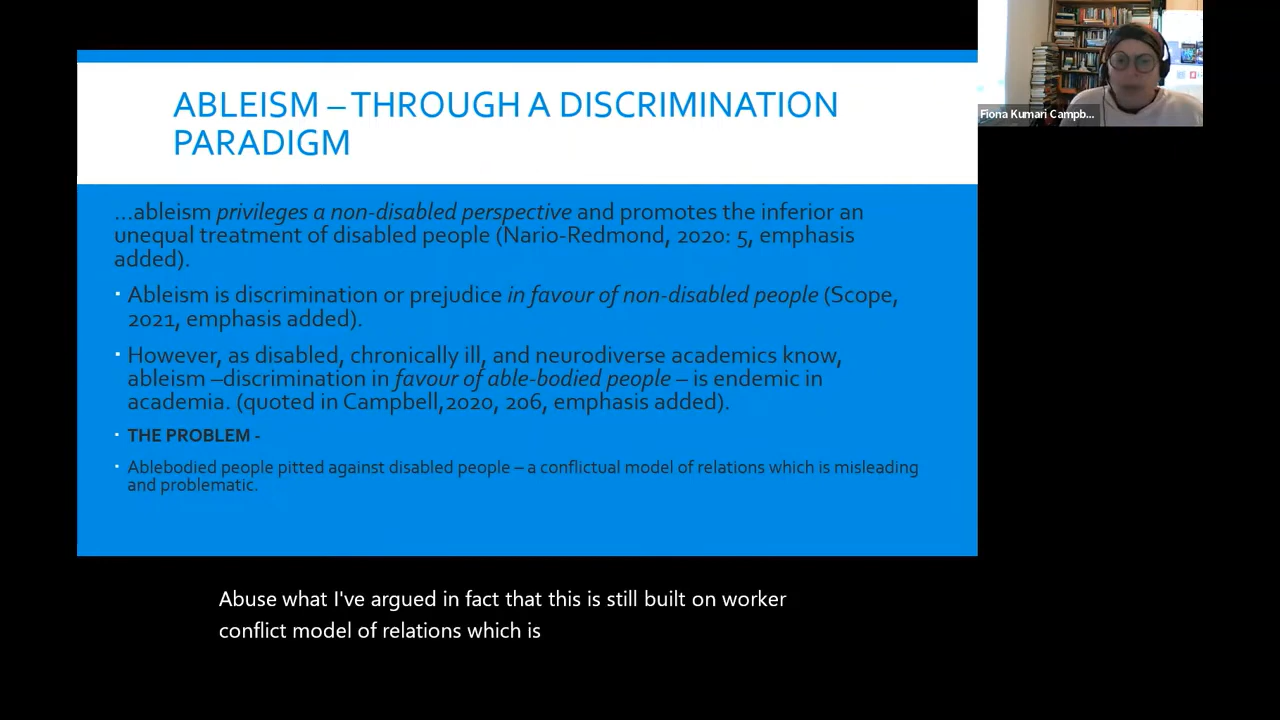 ABLEISM – THROUGH A DISCRIMINATION
PARADIGM
...ableism privileges a non-disabled perspective and promotes the inferior an
unequal treatment of disabled people (Nario-Redmond, 2020: 5, emphasis
added).
▪ Ableism is discrimination or prejudice in favour of non-disabled people (Scope,
2021, emphasis added).
▪ However, as disabled, chronically ill, and neurodiverse academics know,
ableism –discrimination in favour of able-bodied people – is endemic in
academia. (quoted in Campbell,2020, 206, emphasis added).
▪ THE PROBLEM -
▪ Ablebodied people pitted against disabled people – a conflictual model of relations which is misleading
and problematic.
Fiona Kumari Campb...
Abuse what I've argued in fact that this is still built on worker
conflict model of relations which is